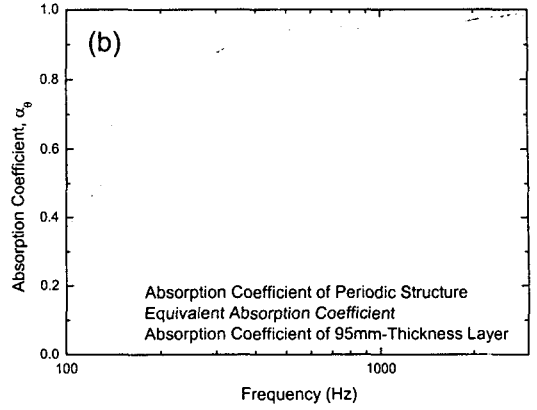 (b)
Absorption Coefficient, αθ
1.0
0.8
0.6
0.4
0.2
0.0
Absorption Coefficient of Periodic Structure
Equivalent Absorption Coefficient
Absorption Coefficient of 95mm-Thickness Layer
100
1000
Frequency (Hz)